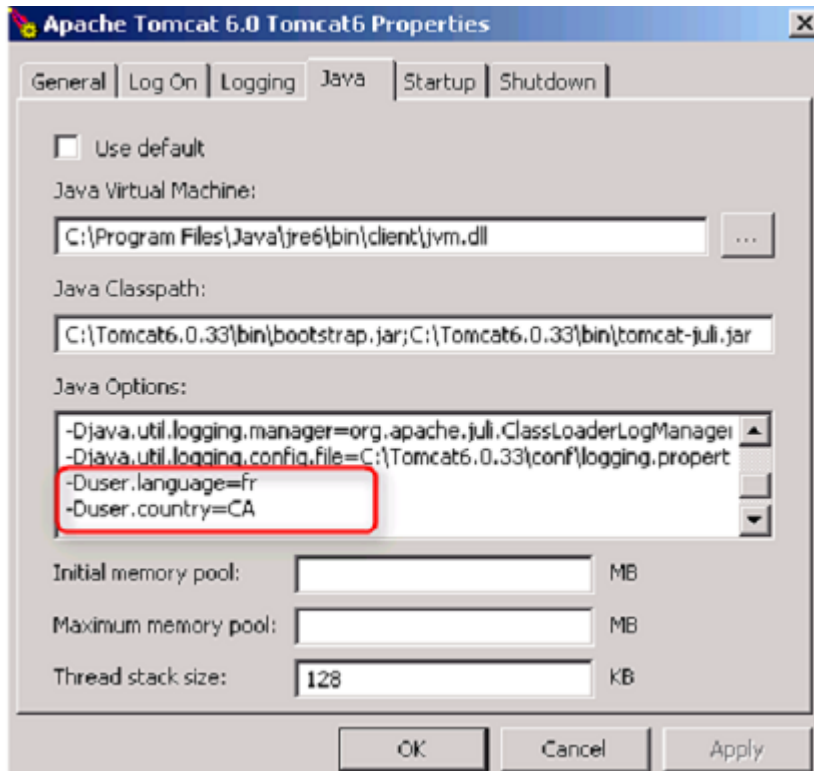 Apache Tomcat 6.0 Tomcat6 Properties
General Log On Logging Java Startup Shutdown
Use default
Java Virtual Machine:
C:\Program Files\Java\jre6\bin\client\jvm.dll
...
Java Classpath:
C:\Tomcat6.0.33\bin\bootstrap.jar;C:\Tomcat6.0.33\bin\tomcat-juli.jar
Java Options:
-Djava.util.logging.manager=org.apache.juli.ClassLoaderLogManager
-Djava.util.logging.config.file=C:\Tomcat6.0.33\conf\logging.propert
-Duser.language=fr
-Duser.country=CA
Initial memory pool: MB
Maximum memory pool: MB
Thread stack size: 128 KB
OK Cancel Apply